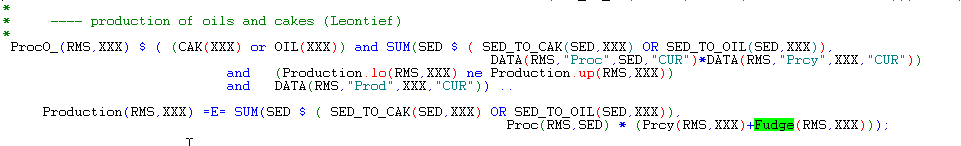 *
*     ---- production of oils and cakes (Leontief)
*
ProcO_(RMS,XXX) $ ( (CAK(XXX) or OIL(XXX)) and SUM(SED $ ( SED_TO_CAK(SED,XXX) OR SED_TO_OIL(SED,XXX)),
DATA(RMS,"Proc",SED,"CUR")*DATA(RMS,"Prcy",XXX,"CUR"))
and   (Production.lo(RMS,XXX) ne Production.up(RMS,XXX))
and   DATA(RMS,"Prod",XXX,"CUR")) ..
Production(RMS,XXX) =E= SUM(SED $ ( SED_TO_CAK(SED,XXX) OR SED_TO_OIL(SED,XXX)),
Proc(RMS,SED) * (Prcy(RMS,XXX)+Fudge(RMS,XXX)));